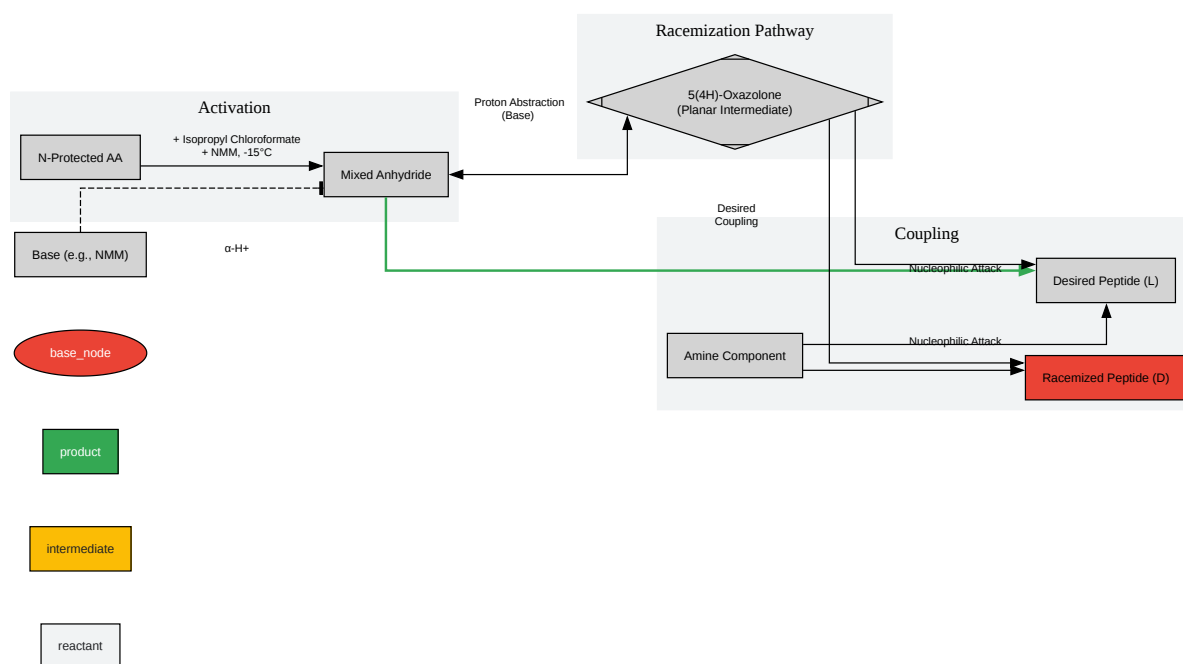 Racemization Pathway
5(4H)-Oxazolone
(Planar Intermediate)
Proton Abstraction
(Base)
Activation
N-Protected AA
+ Isopropyl Chloroformate
+ NMM, -15°C
Mixed Anhydride
Base (e.g., NMM)
α-H+
Desired
Coupling
Coupling
Nucleophilic Attack
Desired Peptide (L)
Amine Component
Nucleophilic Attack
Racemized Peptide (D)
base_node
product
intermediate
reactant